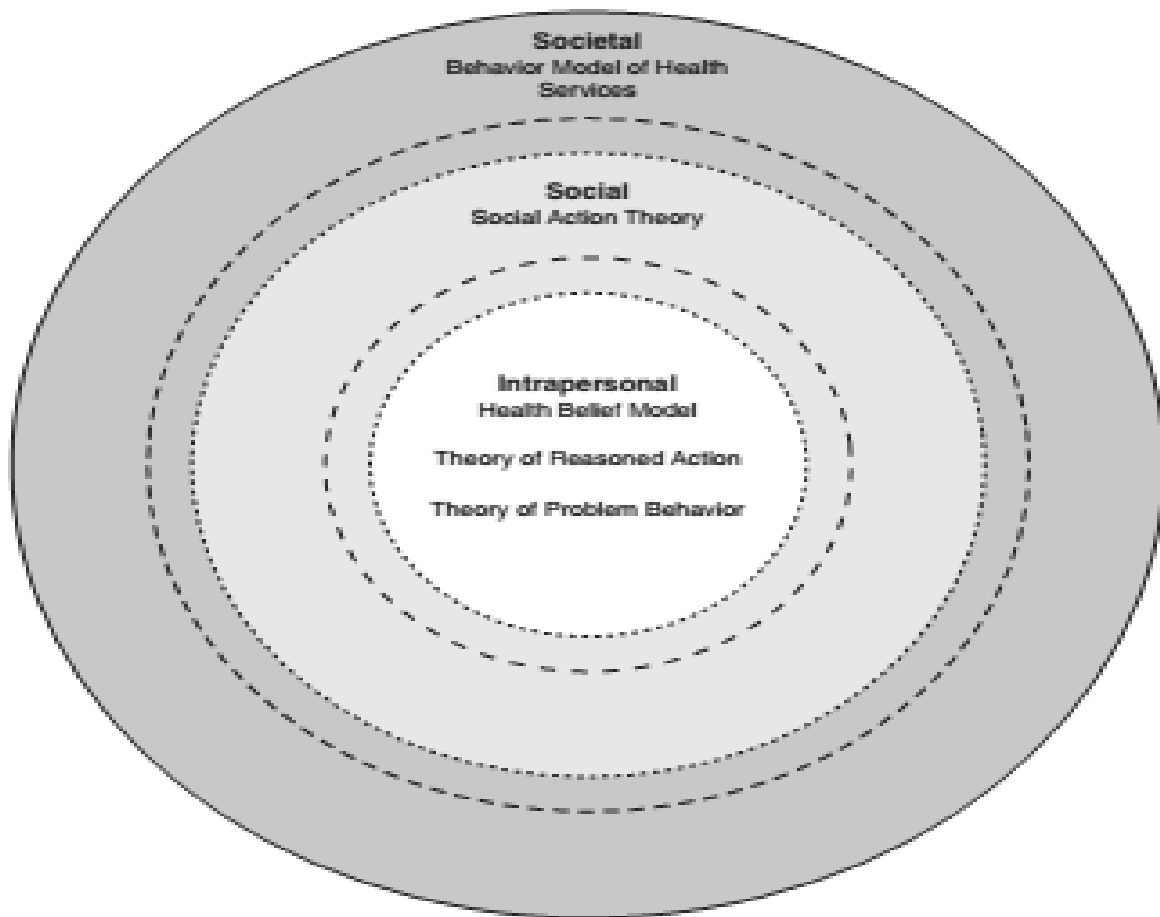 Societal
Behavior Model of Health
Services
Social
Social Action Theory
Intrapersonal
Health Belief Model
Theory of Reasoned Action
Theory of Problem Behavior